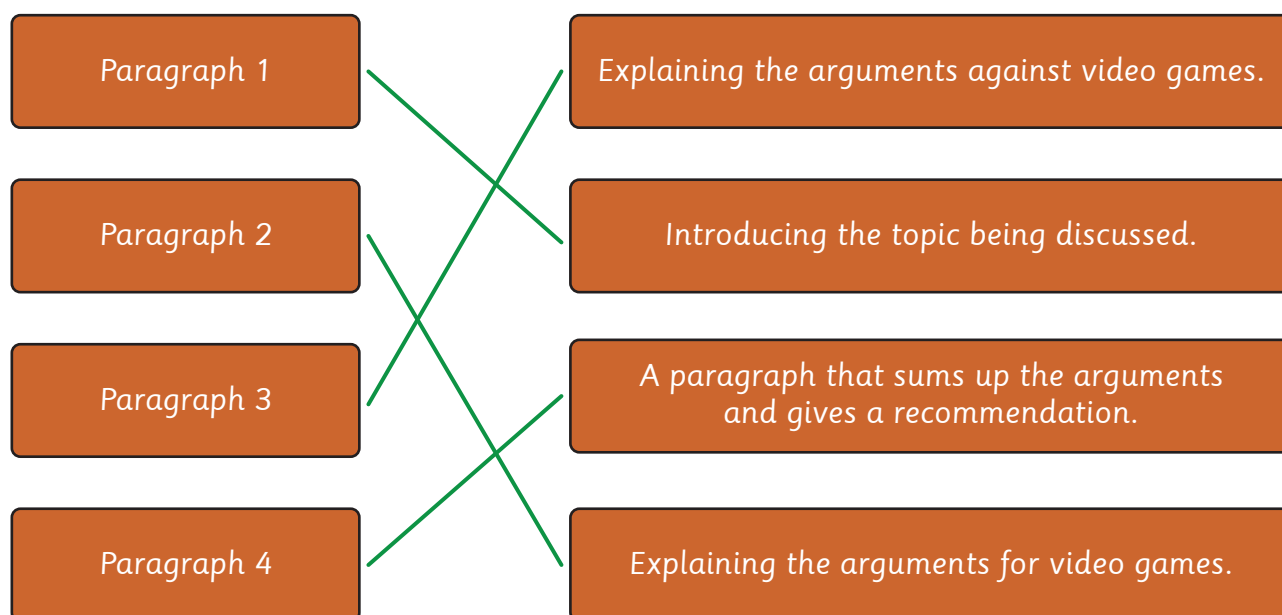 Paragraph 1
Explaining the arguments against video games.
Paragraph 2
Introducing the topic being discussed.
Paragraph 3
A paragraph that sums up the arguments
and gives a recommendation.
Paragraph 4
Explaining the arguments for video games.